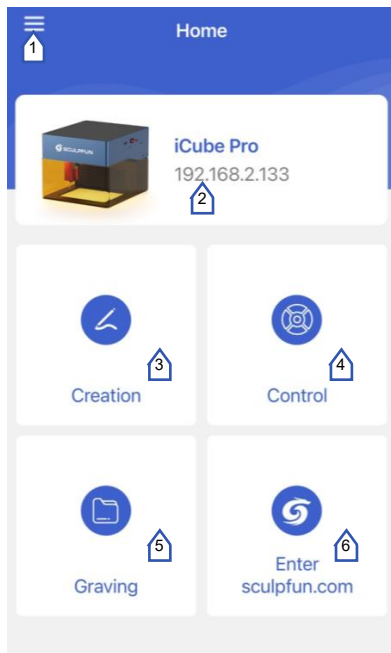 Home
1
SCULPFUN
iCube Pro
192.168.2.133
2
3
4
Creation
Control
5
6
Graving
Enter
sculpfun.com